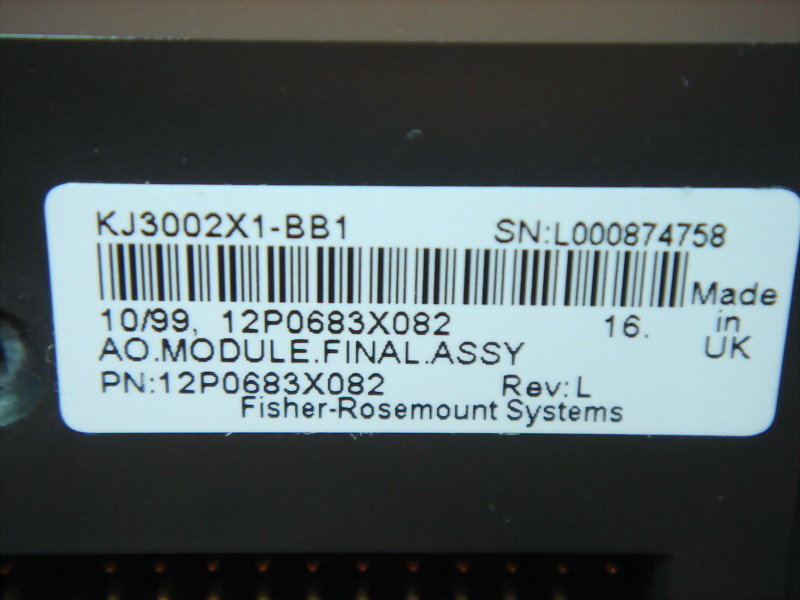 KJ3002X1-BB1 SN:L000874758
Made
in
UK
10/99, 12P0683X082 16.
AO.MODULE.FINAL.ASSY
PN:12P0683X082 Rev:L
Fisher-Rosemount Systems